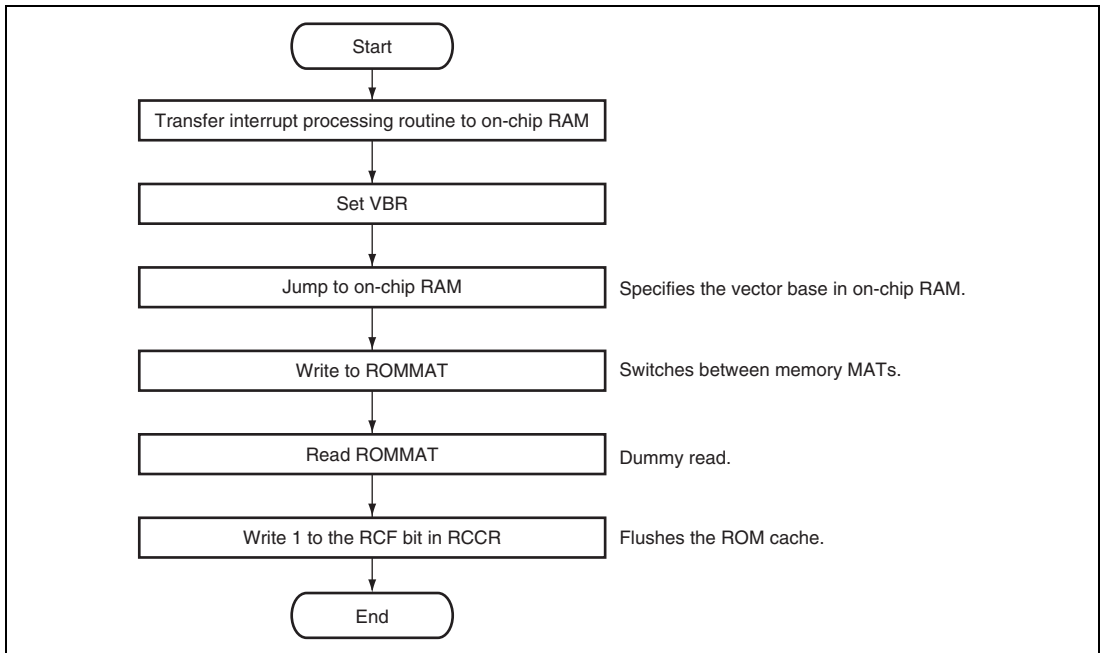 Start
Transfer interrupt processing routine to on-chip RAM
Set VBR
Jump to on-chip RAM
Specifies the vector base in on-chip RAM.
Write to ROMMAT
Switches between memory MATs.
Read ROMMAT
Dummy read.
Write 1 to the RCF bit in RCCR
Flushes the ROM cache.
End